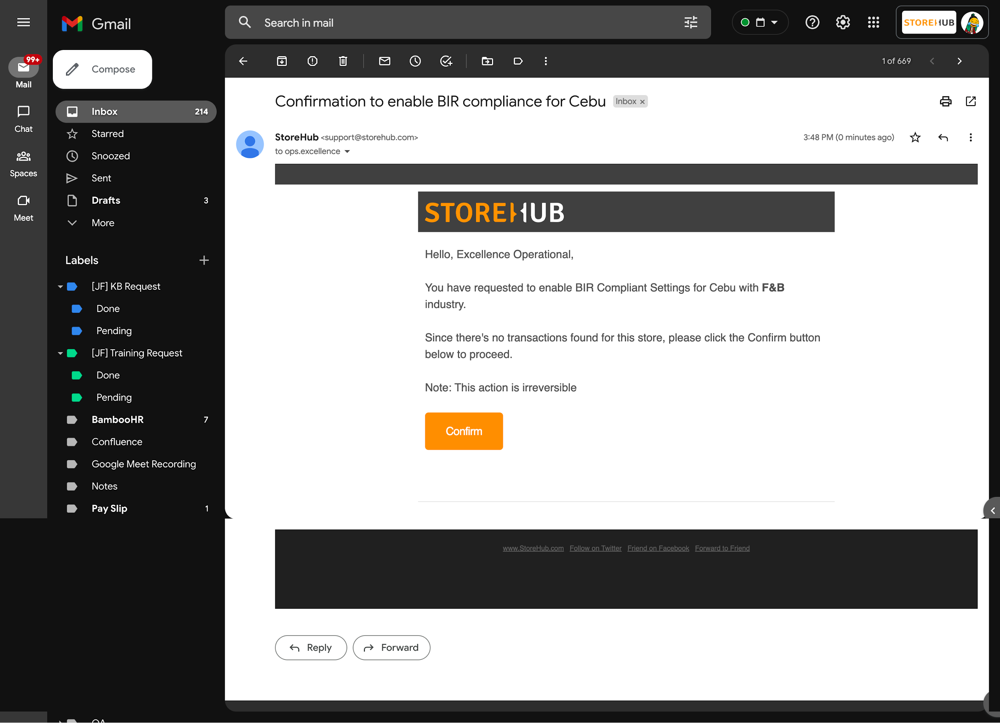 Gmail
Search in mail
STOREHUB
99+
Mail
Chat
Spaces
Meet
Compose
Inbox 214
Starred
Snoozed
Sent
Drafts 3
More
Labels
[JF] KB Request
Done
Pending
[JF] Training Request
Done
Pending
BambooHR 7
Confluence
Google Meet Recording
Notes
Pay Slip 1
1 of 669
Confirmation to enable BIR compliance for Cebu Inbox ×
StoreHub <support@storehub.com> 3:48 PM (0 minutes ago)
to ops.excellence
STOREHUB
Hello, Excellence Operational,
You have requested to enable BIR Compliant Settings for Cebu with F&B
industry.
Since there's no transactions found for this store, please click the Confirm button
below to proceed.
Note: This action is irreversible
Confirm
www.StoreHub.com Follow on Twitter Friend on Facebook Forward to Friend
Reply Forward